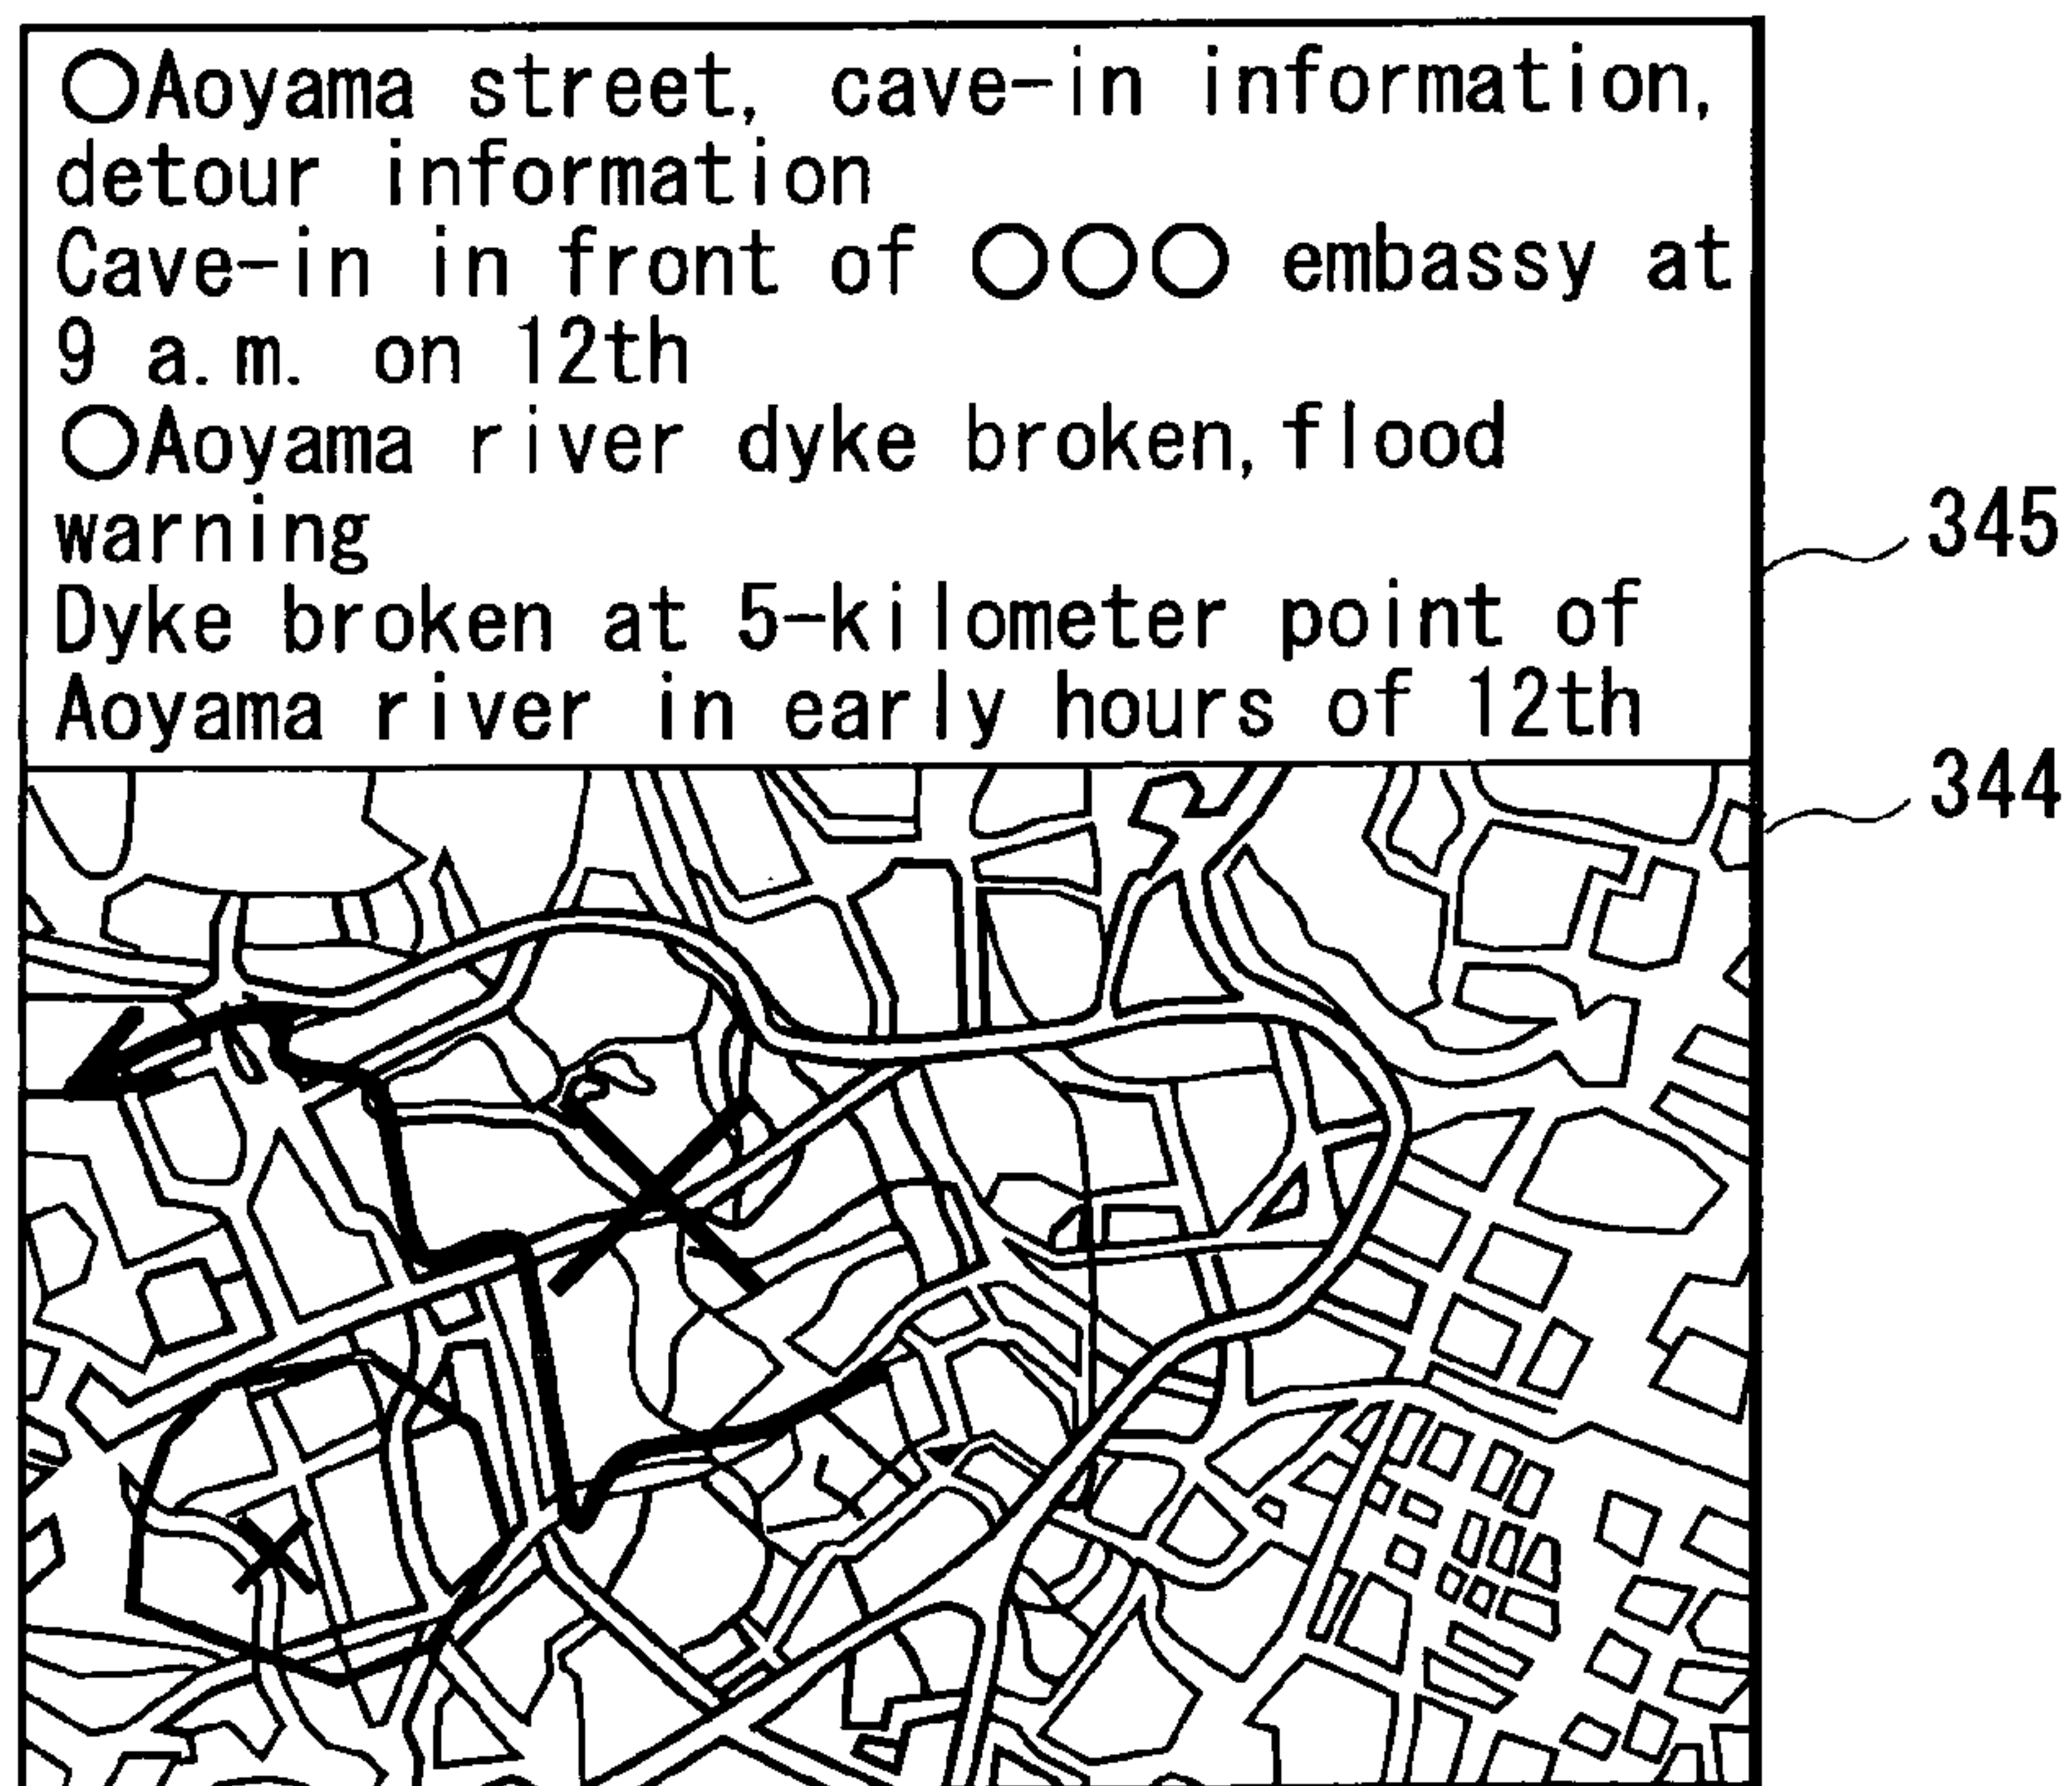 ○Aoyama street, cave-in information,
detour information
Cave-in in front of ○○○ embassy at
9 a.m. on 12th
○Aoyama river dyke broken, flood
warning
Dyke broken at 5-kilometer point of
Aoyama river in early hours of 12th
345
344